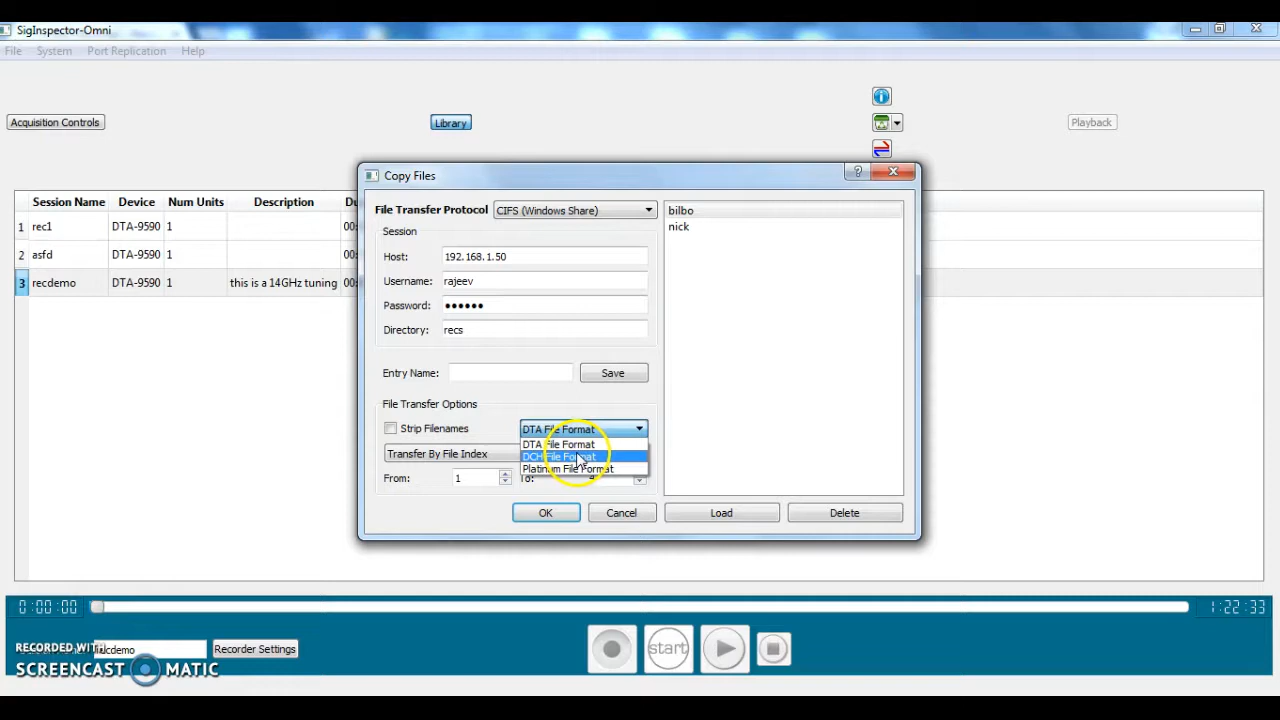 SigInspector-Omni
File System Port Replication Help
Acquisition Controls Library Playback
Copy Files
Session Name Device Num Units Description Du
1 rec1 DTA-9590 1 00:
2 asfd DTA-9590 1 00:
3 recdemo DTA-9590 1 this is a 14GHz tuning 00:
File Transfer Protocol CIFS (Windows Share)
Session
Host: 192.168.1.50
Username: rajeev
Password: ●●●●●●
Directory: recs
Entry Name: Save
File Transfer Options
Strip Filenames DTA File Format
DTA File Format
DCH File Format
Platinum File Format
Transfer By File Index
From: 1 To:
OK Cancel Load Delete
bilbo
nick
0:00:00 1:22:33
RECORDED WITH
SCREENCAST MATIC
recdemo Recorder Settings
start